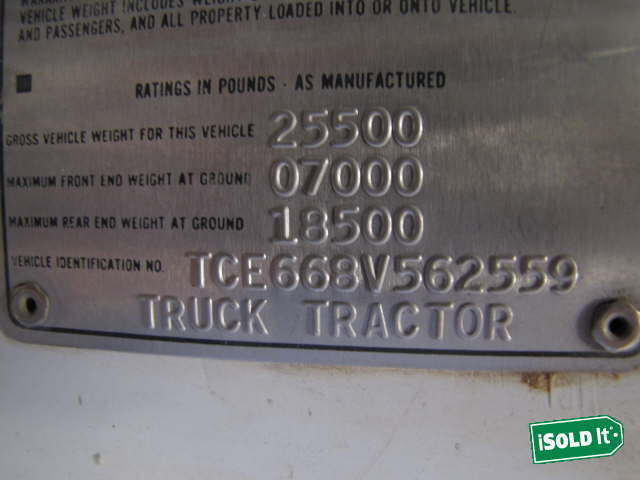 VEHICLE WEIGHT INCLUDES WEIGHT
AND PASSENGERS, AND ALL PROPERTY LOADED INTO OR ONTO VEHICLE.
RATINGS IN POUNDS - AS MANUFACTURED
GROSS VEHICLE WEIGHT FOR THIS VEHICLE 25500
MAXIMUM FRONT END WEIGHT AT GROUND 07000
MAXIMUM REAR END WEIGHT AT GROUND 18500
VEHICLE IDENTIFICATION NO. TCE668V562559
TRUCK TRACTOR
iSOLD It